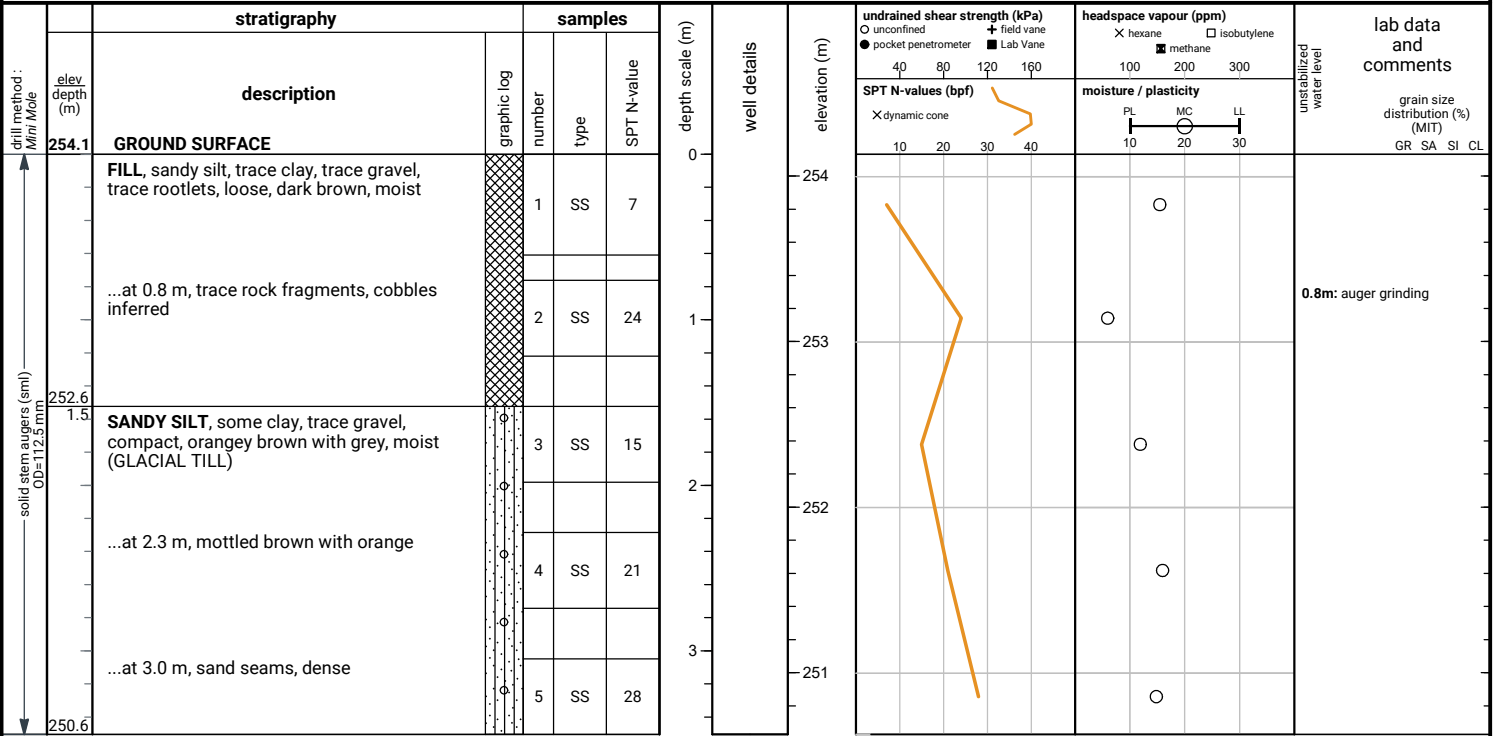 drill method :
Mini Mole
stratigraphy
samples
elev
depth
(m)
description
graphic log
number
type
SPT N-value
depth scale (m)
well details
elevation (m)
undrained shear strength (kPa)
unconfined
field vane
pocket penetrometer
Lab Vane
40 80 120 160
SPT N-values (bpf)
dynamic cone
10 20 30 40
headspace vapour (ppm)
hexane
isobutylene
methane
100 200 300
moisture / plasticity
PL MC LL
10 20 30
unstabilized
water level
lab data
and
comments
grain size
distribution (%)
(MIT)
GR SA SI CL
254.1 GROUND SURFACE
solid stem augers (sml)
OD=112.5 mm
FILL, sandy silt, trace clay, trace gravel,
trace rootlets, loose, dark brown, moist
1 SS 7
...at 0.8 m, trace rock fragments, cobbles
inferred
2 SS 24
252.6
1.5
SANDY SILT, some clay, trace gravel,
compact, orangey brown with grey, moist
(GLACIAL TILL)
3 SS 15
...at 2.3 m, mottled brown with orange
4 SS 21
...at 3.0 m, sand seams, dense
5 SS 28
250.6
0
1
2
3
254
253
252
251
0.8m: auger grinding